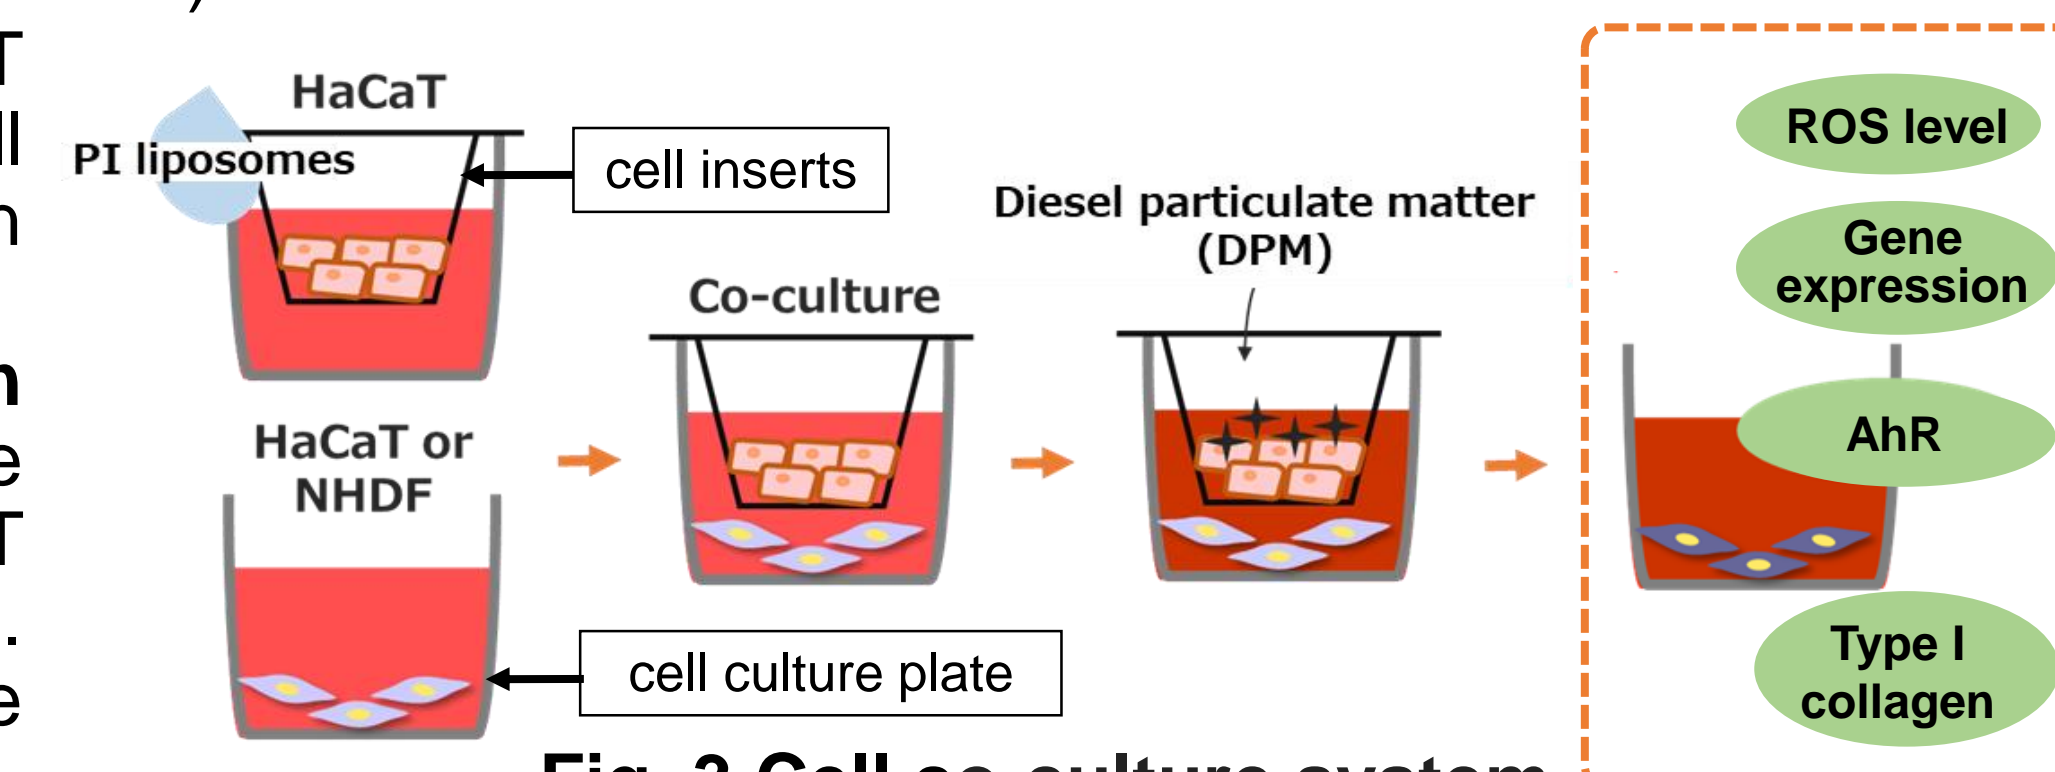 HaCaT
PI liposomes
cell inserts
HaCaT or
NHDF
cell culture plate
Co-culture
Diesel particulate matter
(DPM)
ROS level
Gene
expression
AhR
Type I
collagen